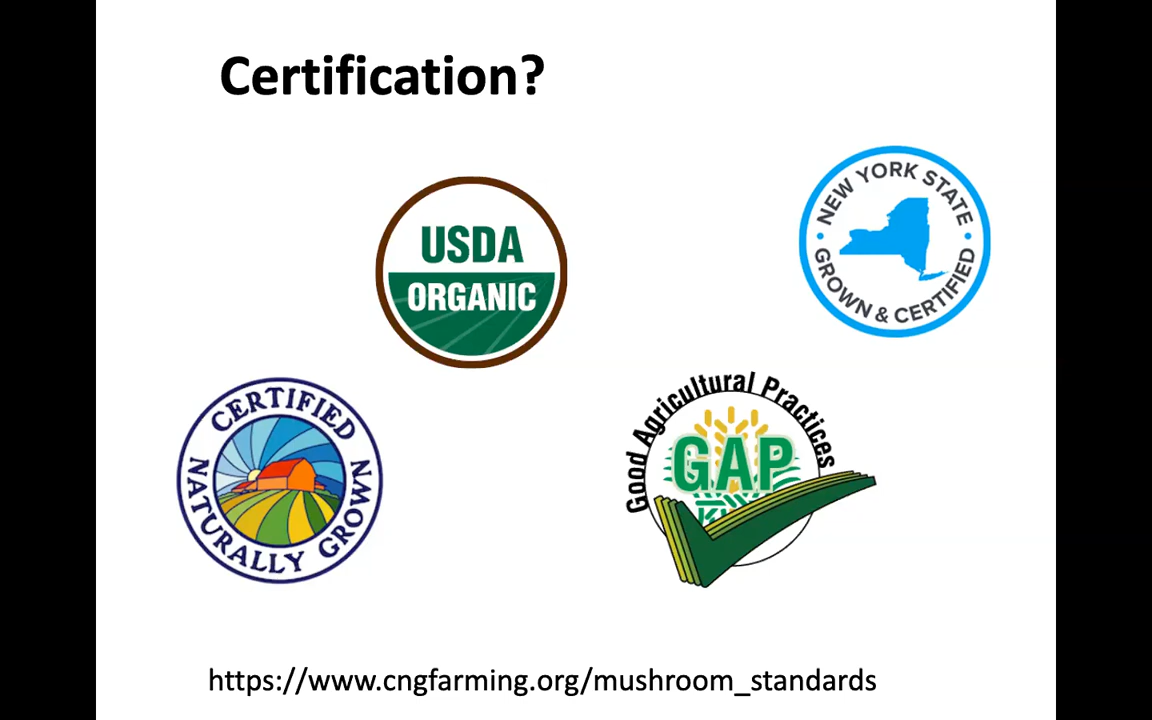 Certification?
USDA
ORGANIC
NEW YORK STATE
GROWN & CERTIFIED
CERTIFIED
NATURALLY GROWN
Good Agricultural Practices
GAP
https://www.cngfarming.org/mushroom_standards